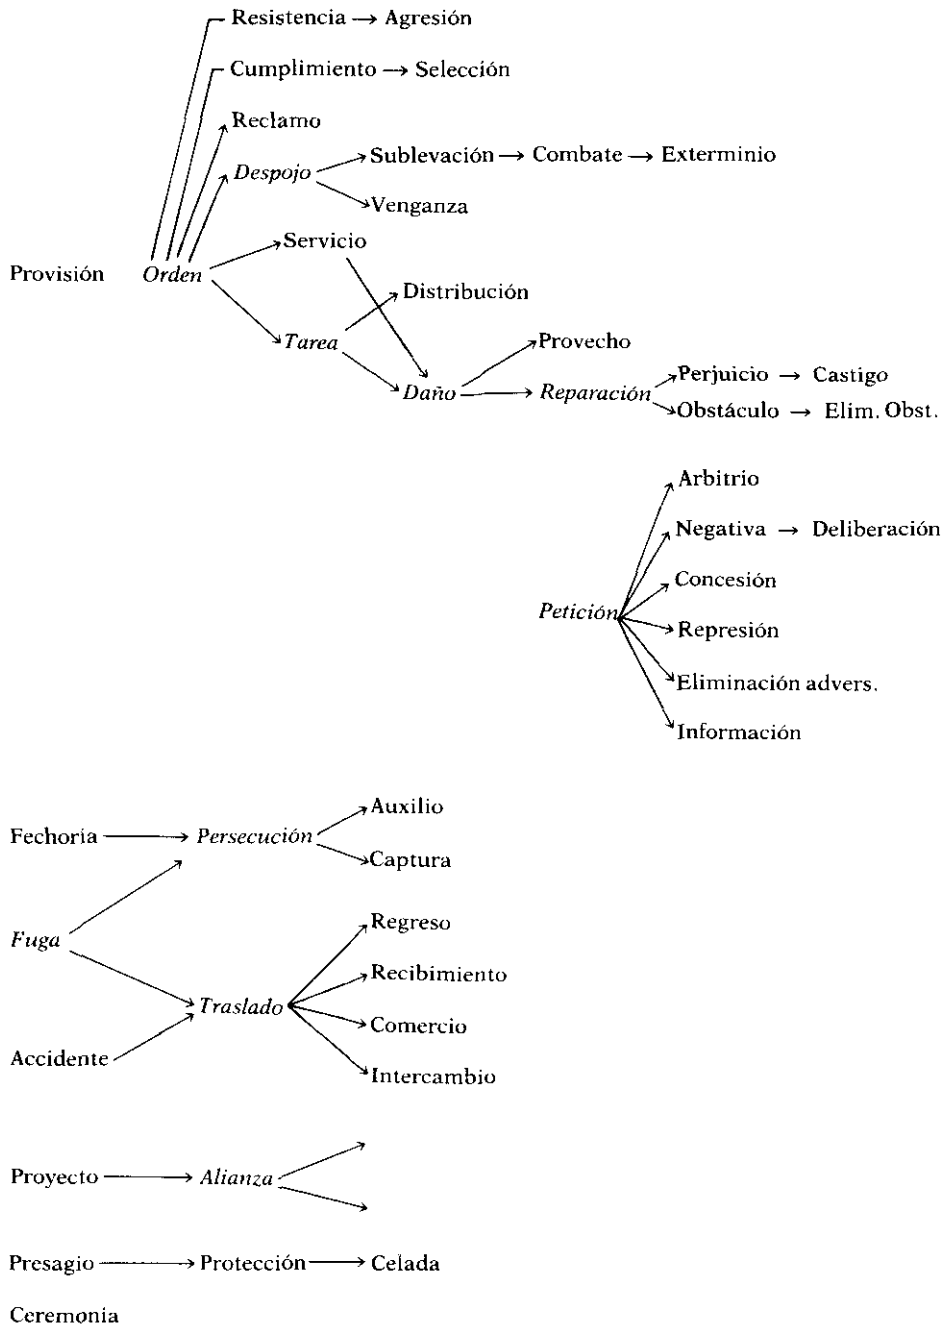 Resistencia → Agresión
Cumplimiento → Selección
Reclamo
Despojo
Sublevación → Combate → Exterminio
Venganza
Servicio
Provisión Orden
Distribución
Tarea
Provecho
Daño → Reparación
Perjuicio → Castigo
Obstáculo → Elim. Obst.
Arbitrio
Negativa → Deliberación
Concesión
Petición
Represión
Eliminación advers.
Información
Auxilio
Fechoría → Persecución
Captura
Regreso
Fuga
Recibimiento
Traslado
Comercio
Accidente
Intercambio
Proyecto → Alianza
Presagio → Protección → Celada
Ceremonia